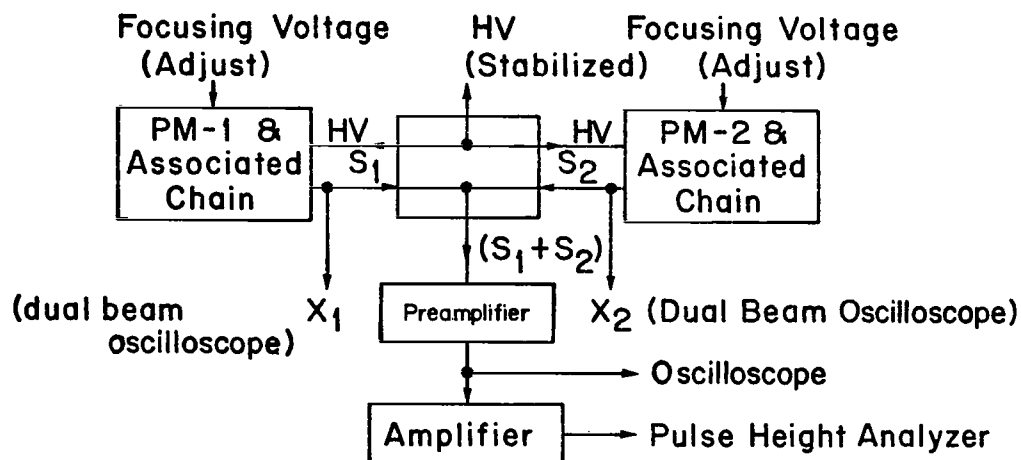 Focusing Voltage
(Adjust)
HV
(Stabilized)
Focusing Voltage
(Adjust)
PM-1 &
Associated
Chain
HV
S1
HV
S2
PM-2 &
Associated
Chain
(S1+S2)
(dual beam
oscilloscope)
X1
Preamplifier
X2 (Dual Beam Oscilloscope)
Oscilloscope
Amplifier
Pulse Height Analyzer